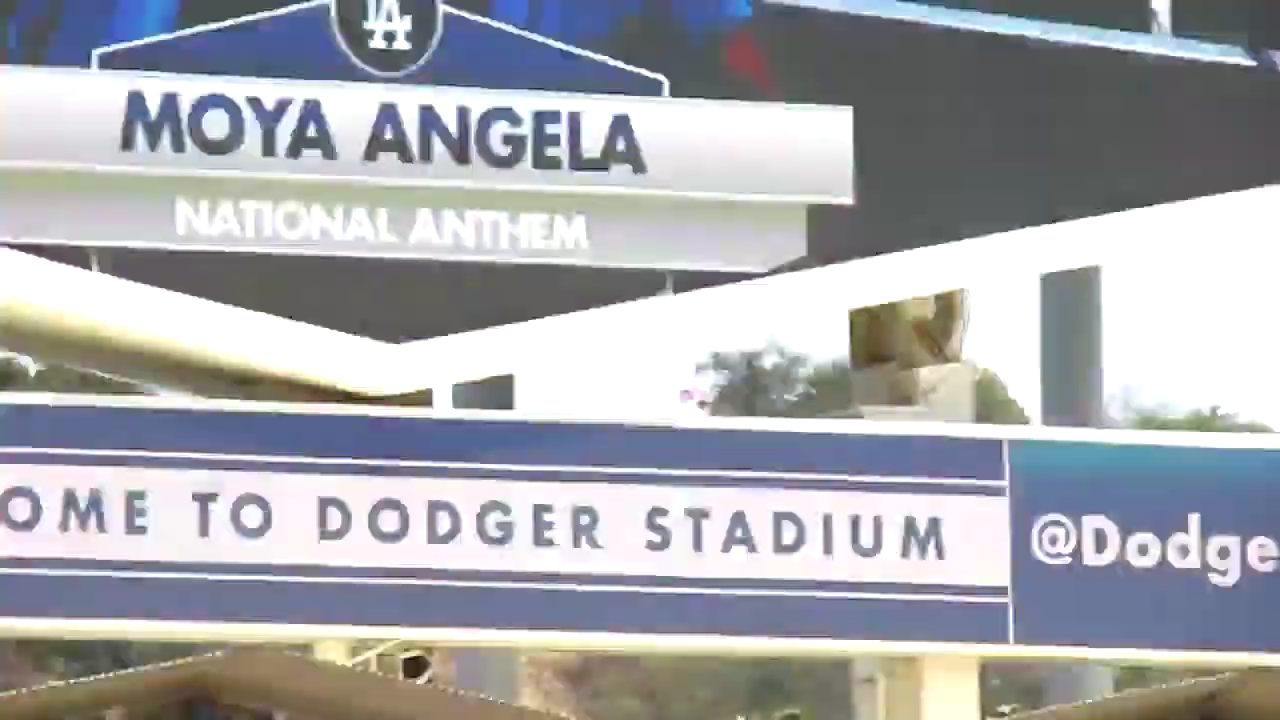 LA
MOYA ANGELA
NATIONAL ANTHEM
OME TO DODGER STADIUM
@Dodge